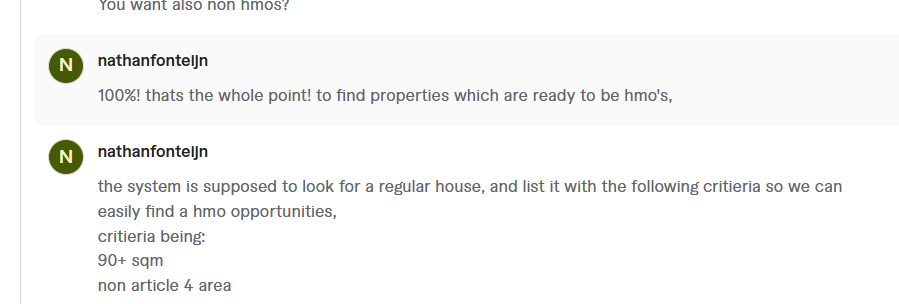 You want also non hmos?
N
nathanfonteijn
100%! thats the whole point! to find properties which are ready to be hmo's,
N
nathanfonteijn
the system is supposed to look for a regular house, and list it with the following critieria so we can
easily find a hmo opportunities,
critieria being:
90+ sqm
non article 4 area